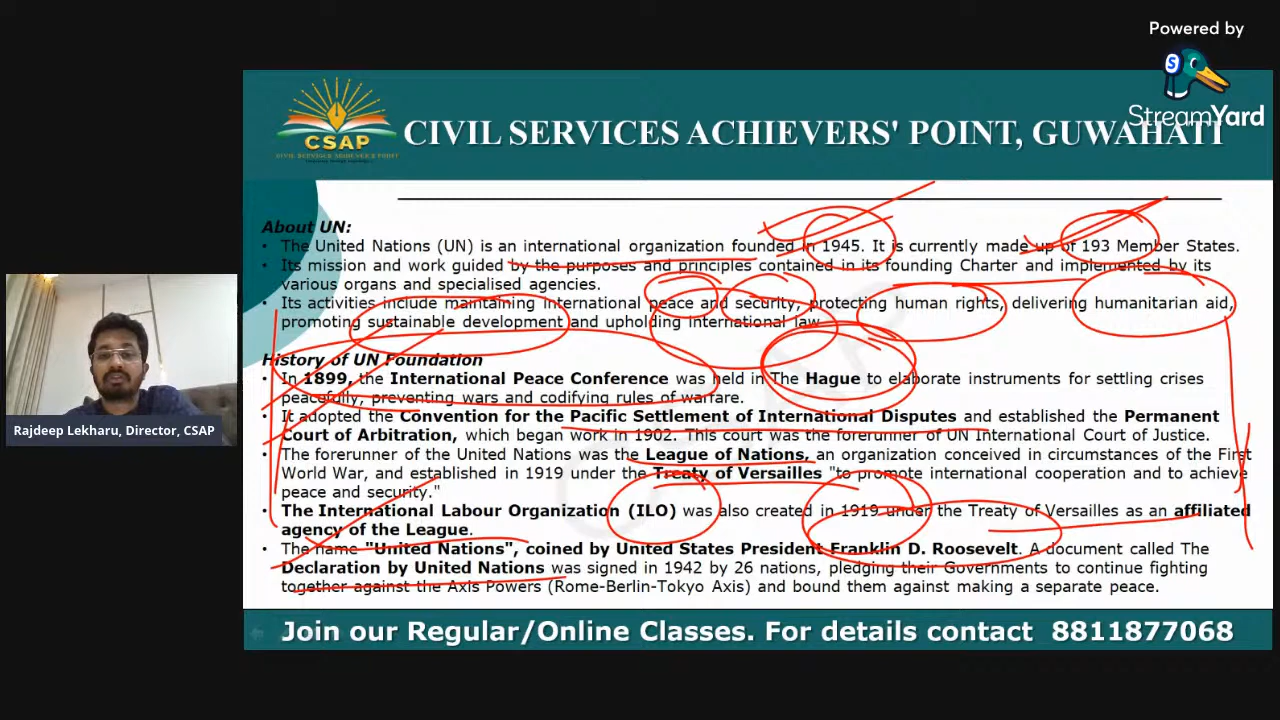 Powered by
S
StreamYard
CSAP
CIVIL SERVICES ACHIEVER'S POINT
CIVIL SERVICES ACHIEVERS' POINT, GUWAHATI
About UN:
• The United Nations (UN) is an international organization founded in 1945. It is currently made up of 193 Member States.
• Its mission and work guided by the purposes and principles contained in its founding Charter and implemented by its
various organs and specialised agencies.
• Its activities include maintaining international peace and security, protecting human rights, delivering humanitarian aid,
promoting sustainable development and upholding international law
History of UN Foundation
• In 1899, the International Peace Conference was held in The Hague to elaborate instruments for settling crises
peacefully, preventing wars and codifying rules of warfare.
• It adopted the Convention for the Pacific Settlement of International Disputes and established the Permanent
Court of Arbitration, which began work in 1902. This court was the forerunner of UN International Court of Justice.
• The forerunner of the United Nations was the League of Nations, an organization conceived in circumstances of the First
World War, and established in 1919 under the Treaty of Versailles "to promote international cooperation and to achieve
peace and security."
• The International Labour Organization (ILO) was also created in 1919 under the Treaty of Versailles as an affiliated
agency of the League.
• The name "United Nations", coined by United States President Franklin D. Roosevelt. A document called The
Declaration by United Nations was signed in 1942 by 26 nations, pledging their Governments to continue fighting
together against the Axis Powers (Rome-Berlin-Tokyo Axis) and bound them against making a separate peace.
Rajdeep Lekharu, Director, CSAP
Join our Regular/Online Classes. For details contact 8811877068